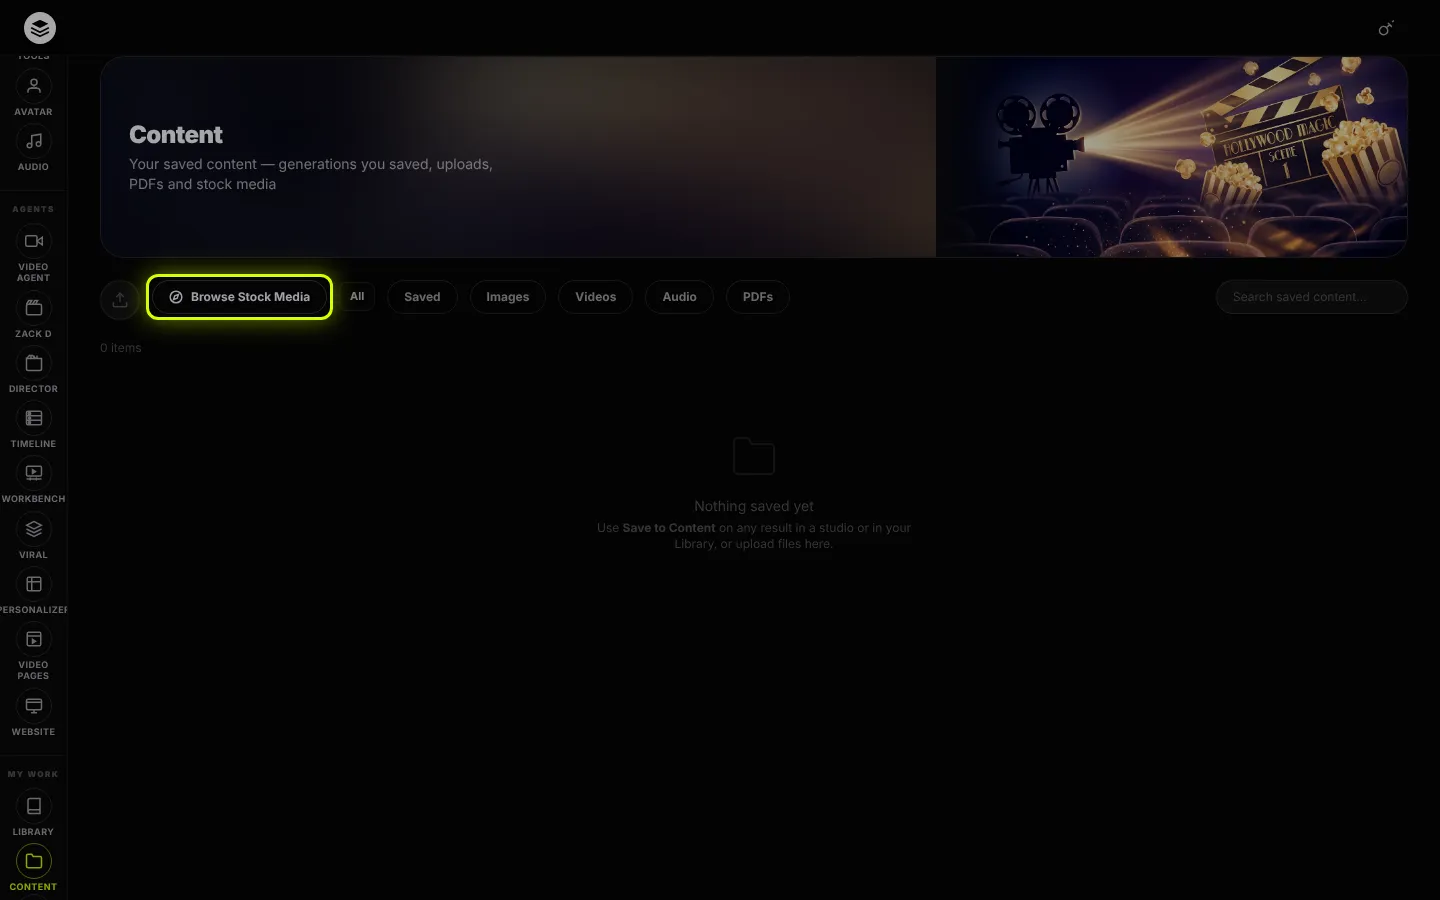 TOOLS
AVATAR
AUDIO
AGENTS
VIDEO
AGENT
ZACK D
DIRECTOR
TIMELINE
WORKBENCH
VIRAL
PERSONALIZER
VIDEO
PAGES
WEBSITE
MY WORK
LIBRARY
CONTENT
Content
Your saved content — generations you saved, uploads,
PDFs and stock media
HOLLYWOOD MAGIC
SCENE
1
Browse Stock Media
All
Saved
Images
Videos
Audio
PDFs
Search saved content...
0 items
Nothing saved yet
Use Save to Content on any result in a studio or in your
Library, or upload files here.